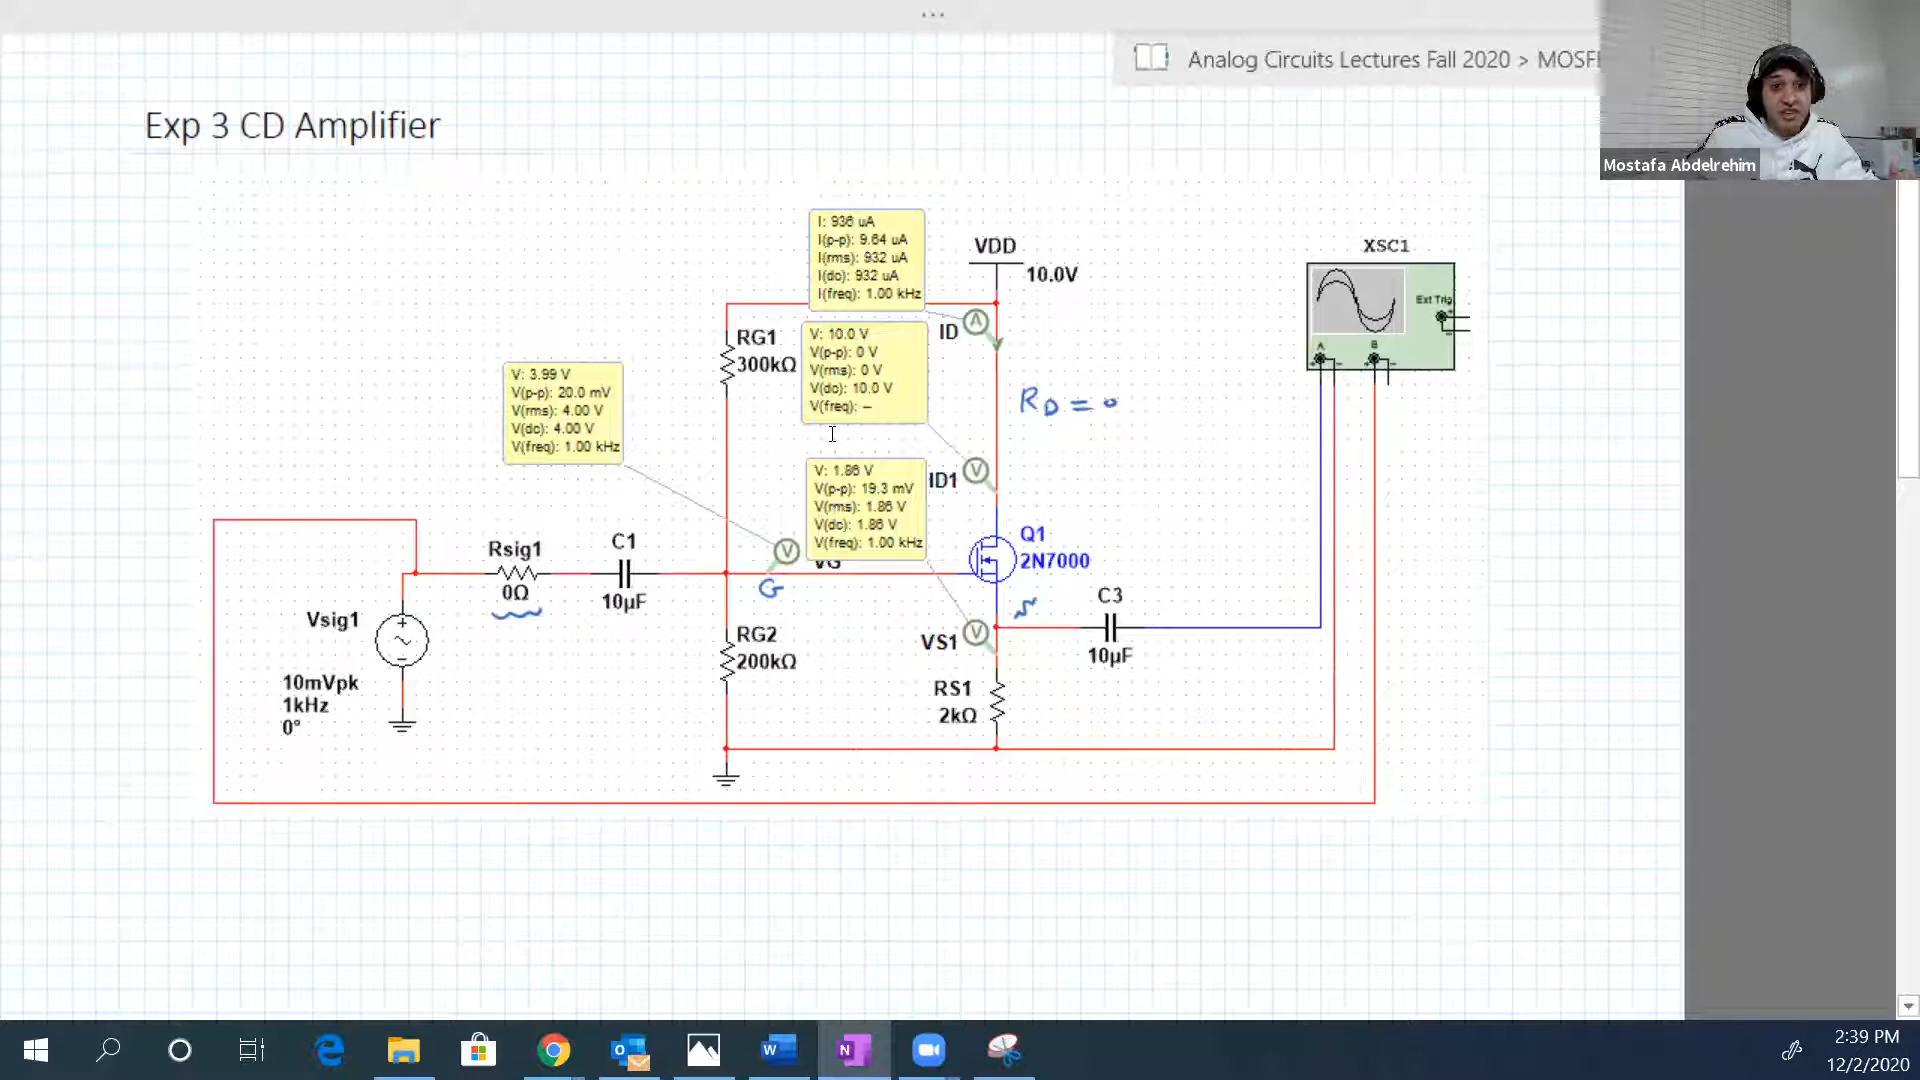 Analog Circuits Lectures Fall 2020 > MOSF
Mostafa Abdelrehim
Exp 3 CD Amplifier
I: 936 uA
I(p-p): 9.64 uA
I(rms): 932 uA
I(dc): 932 uA
I(freq): 1.00 kHz
VDD
10.0V
XSC1
Ext Trig
+
−
A
B
+ − + −
ID
RG1
300kΩ
V: 10.0 V
V(p-p): 0 V
V(rms): 0 V
V(dc): 10.0 V
V(freq): --
A
R_D = 0
V: 3.99 V
V(p-p): 20.0 mV
V(rms): 4.00 V
V(dc): 4.00 V
V(freq): 1.00 kHz
V: 1.86 V
V(p-p): 19.3 mV
V(rms): 1.86 V
V(dc): 1.86 V
V(freq): 1.00 kHz
ID1
V
Q1
2N7000
Rsig1
0Ω
C1
10µF
V
VG
G
S
C3
10µF
Vsig1
10mVpk
1kHz
0°
RG2
200kΩ
VS1
V
RS1
2kΩ
2:39 PM
12/2/2020